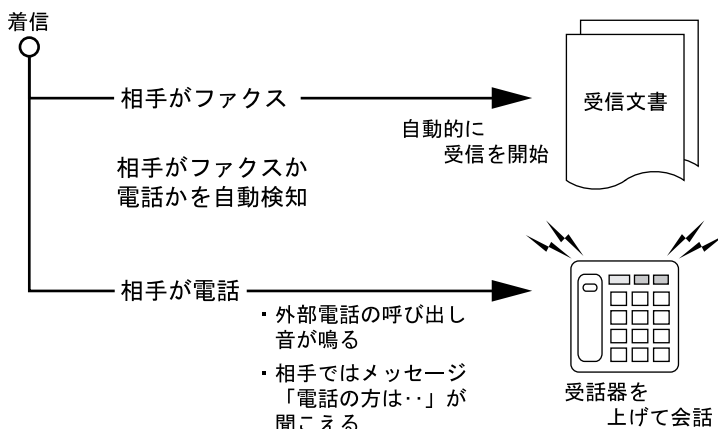 着信
相手がファクス
自動的に
受信を開始
受信文書
相手がファクスか
電話かを自動検知
相手が電話
・外部電話の呼び出し
音が鳴る
・相手ではメッセージ
「電話の方は‥」が
聞こえる
受話器を
上げて会話